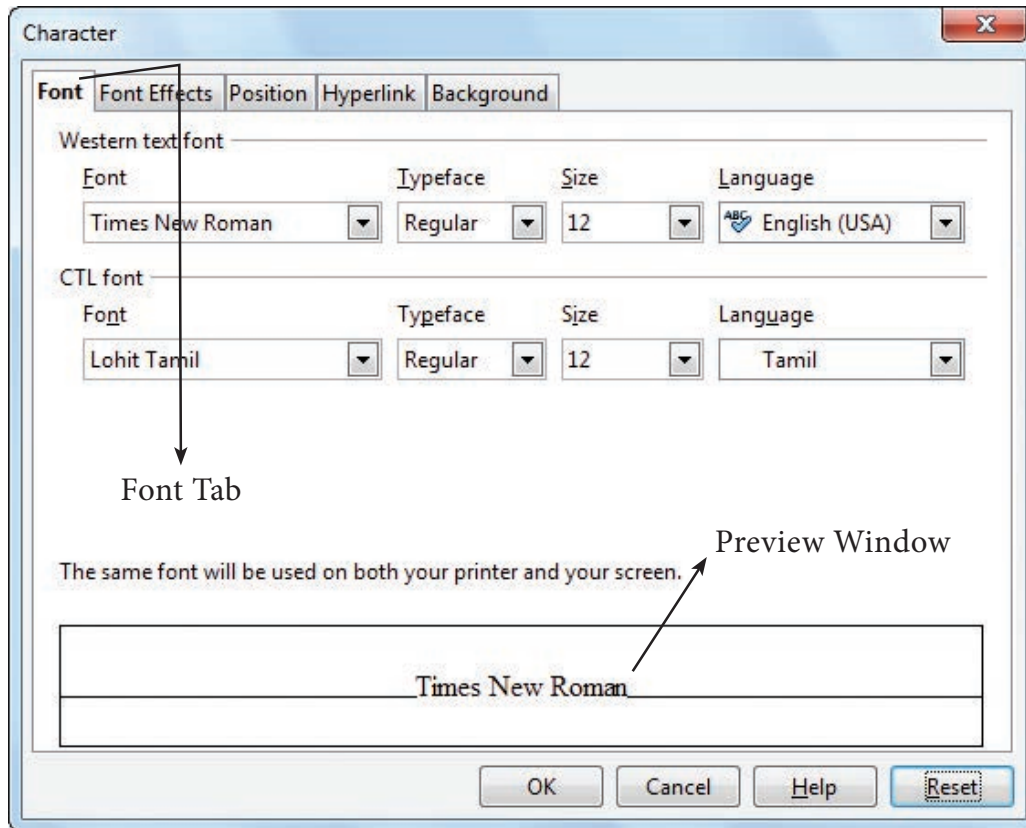 Character
Font Font Effects Position Hyperlink Background
Western text font
Font Typeface Size Language
Times New Roman Regular 12 ABC English (USA)
CTL font
Font Typeface Size Language
Lohit Tamil Regular 12 Tamil
Font Tab
Preview Window
The same font will be used on both your printer and your screen.
Times New Roman
OK Cancel Help Reset